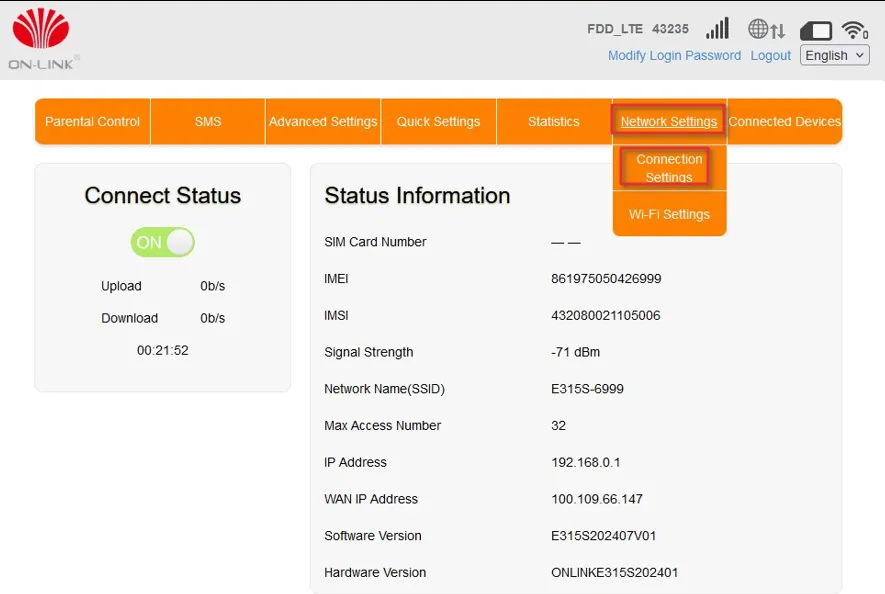 FDD_LTE 43235
0
ON-LINK®
Modify Login Password Logout English
Parental Control SMS Advanced Settings Quick Settings Statistics Network Settings Connected Devices
Connection
Settings
Wi-Fi Settings
Connect Status
ON
Upload 0b/s
Download 0b/s
00:21:52
Status Information
SIM Card Number — —
IMEI 861975050426999
IMSI 432080021105006
Signal Strength -71 dBm
Network Name(SSID) E315S-6999
Max Access Number 32
IP Address 192.168.0.1
WAN IP Address 100.109.66.147
Software Version E315S202407V01
Hardware Version ONLINKE315S202401